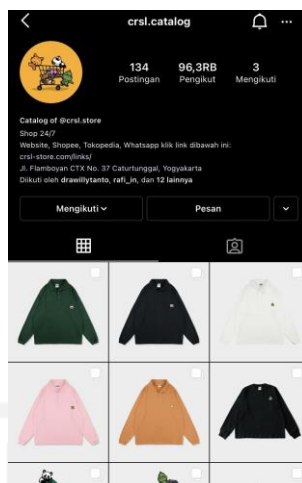 crsl.catalog
134 96,3RB 3
Postingan Pengikut Mengikuti
Catalog of @crsl.store
Shop 24/7
Website, Shopee, Tokopedia, Whatsapp klik link dibawah ini:
crsl-store.com/links/
Jl. Flamboyan CTX No. 37 Caturtunggal, Yogyakarta
Diikuti oleh drawillytanto, rafi_in, dan 12 lainnya
Mengikuti Pesan